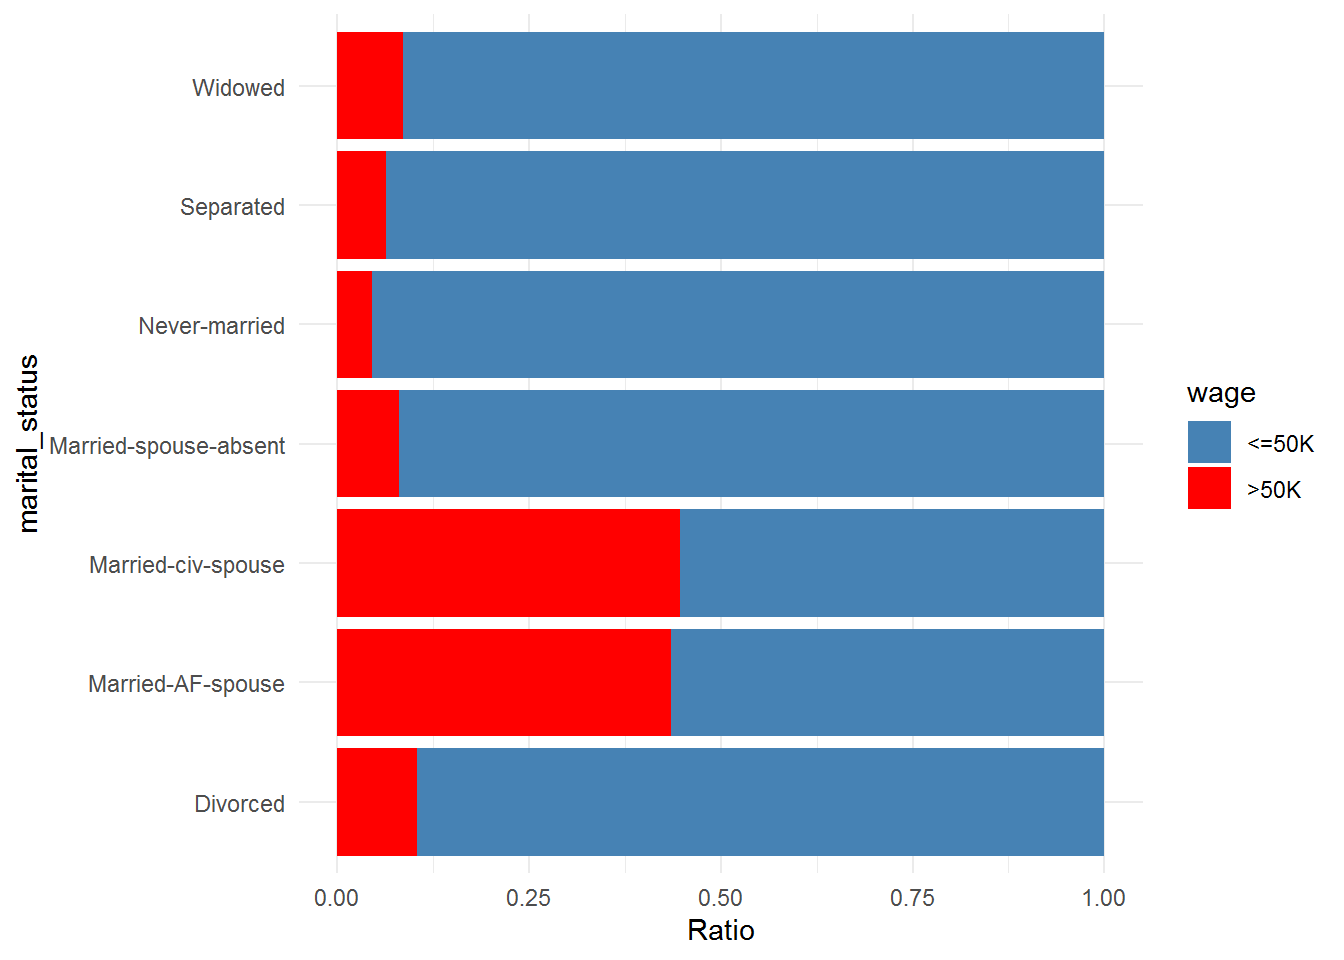 Widowed
Separated
Never-married
Married-spouse-absent
Married-civ-spouse
Married-AF-spouse
Divorced
marital_status
0.00 0.25 0.50 0.75 1.00
Ratio
wage
<=50K
>50K